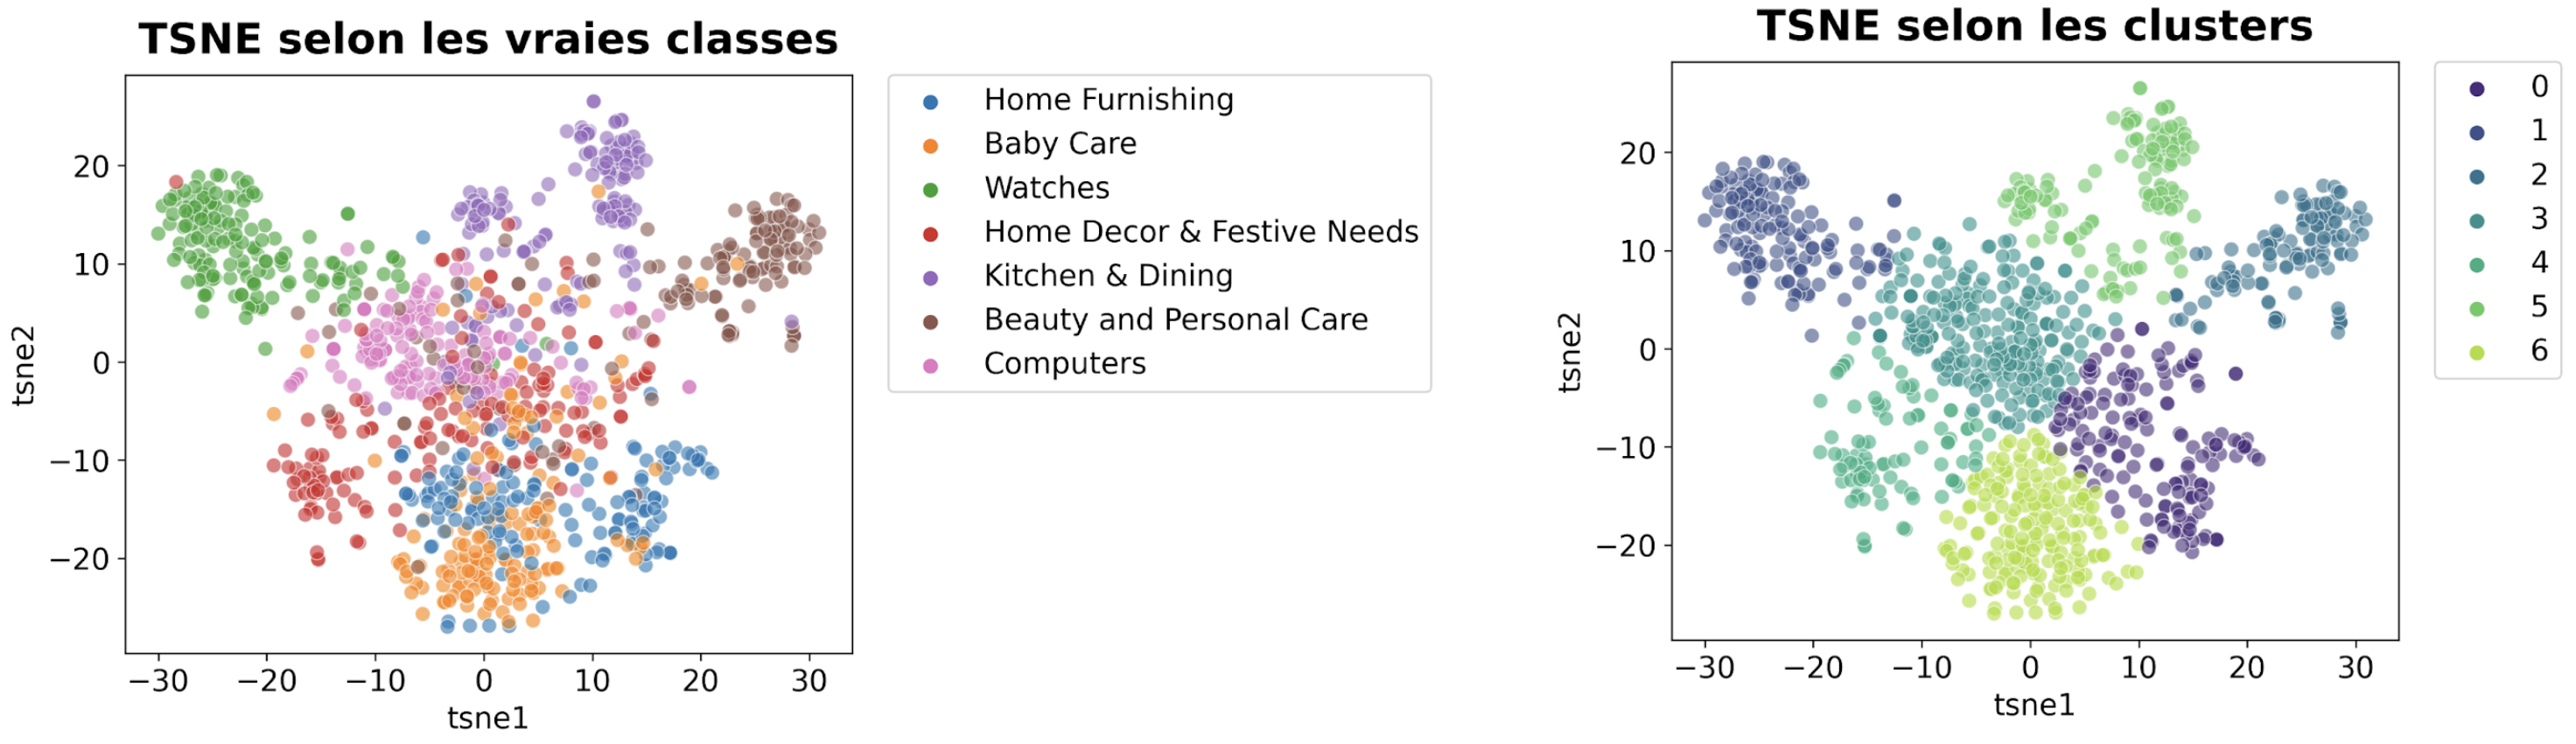 TSNE selon les vraies classes
20
10
0
−10
−20
tsne2
−30 −20 −10 0 10 20 30
tsne1
Home Furnishing
Baby Care
Watches
Home Decor & Festive Needs
Kitchen & Dining
Beauty and Personal Care
Computers
TSNE selon les clusters
20
10
0
−10
−20
tsne2
−30 −20 −10 0 10 20 30
tsne1
0
1
2
3
4
5
6